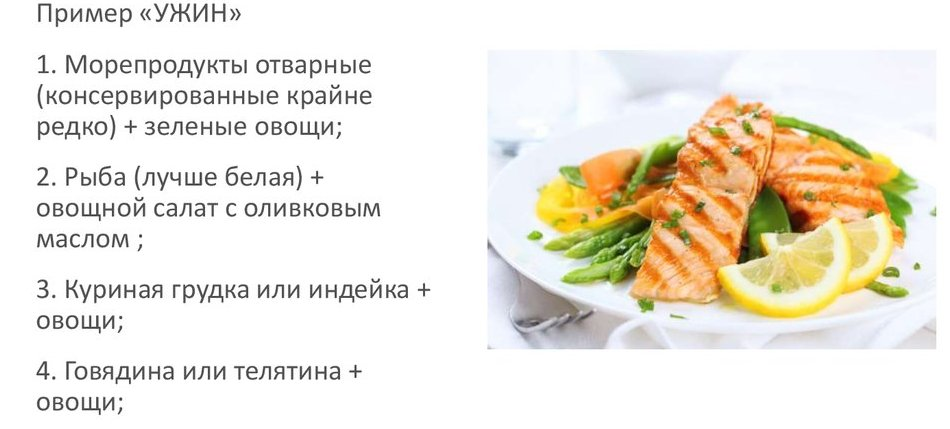 Пример «УЖИН»
1. Морепродукты отварные
(консервированные крайне
редко) + зеленые овощи;
2. Рыба (лучше белая) +
овощной салат с оливковым
маслом ;
3. Куриная грудка или индейка +
овощи;
4. Говядина или телятина +
овощи;